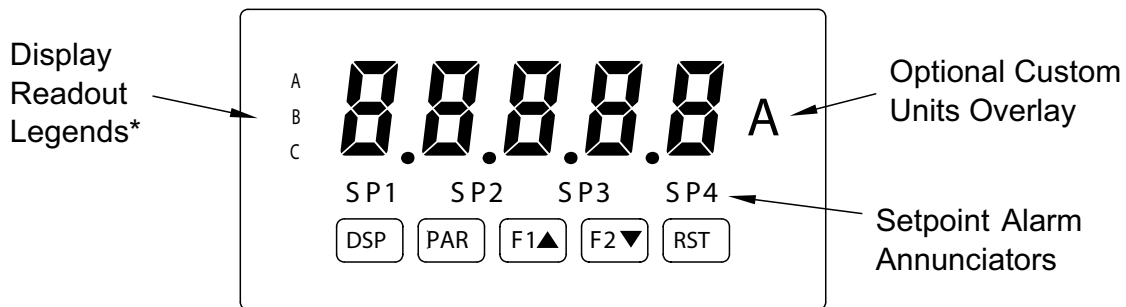 Display
Readout
Legends*
A
B
C
8.8.8.8.8
A
Optional Custom
Units Overlay
SP1 SP2 SP3 SP4
Setpoint Alarm
Annunciators
DSP PAR F1▲ F2▼ RST